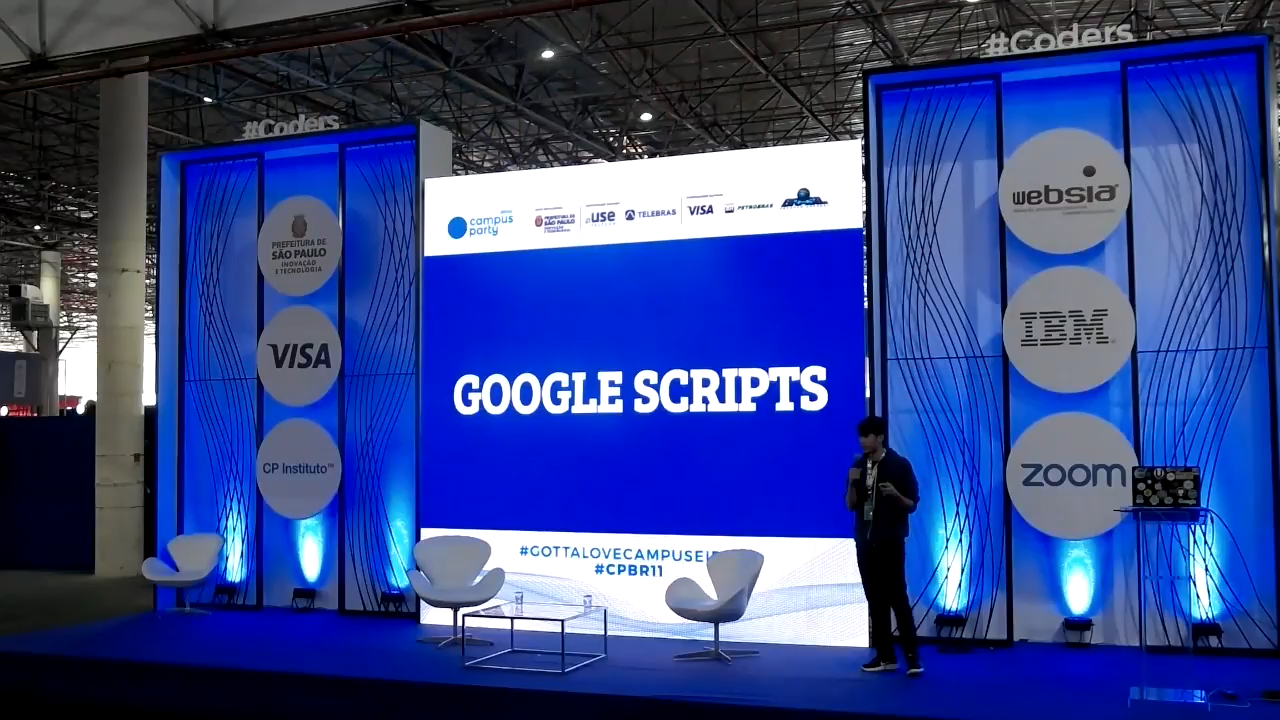 #Coders
#Coders
PREFEITURA DE
SÃO PAULO
INOVAÇÃO
E TECNOLOGIA
VISA
CP Instituto
campus
party
PREFEITURA DE
SÃO PAULO
use
TELEBRAS
VISA
PETROBRAS
GOOGLE SCRIPTS
#GOTTALOVECAMPUSEI
#CPBR11
websia
IBM
zoom